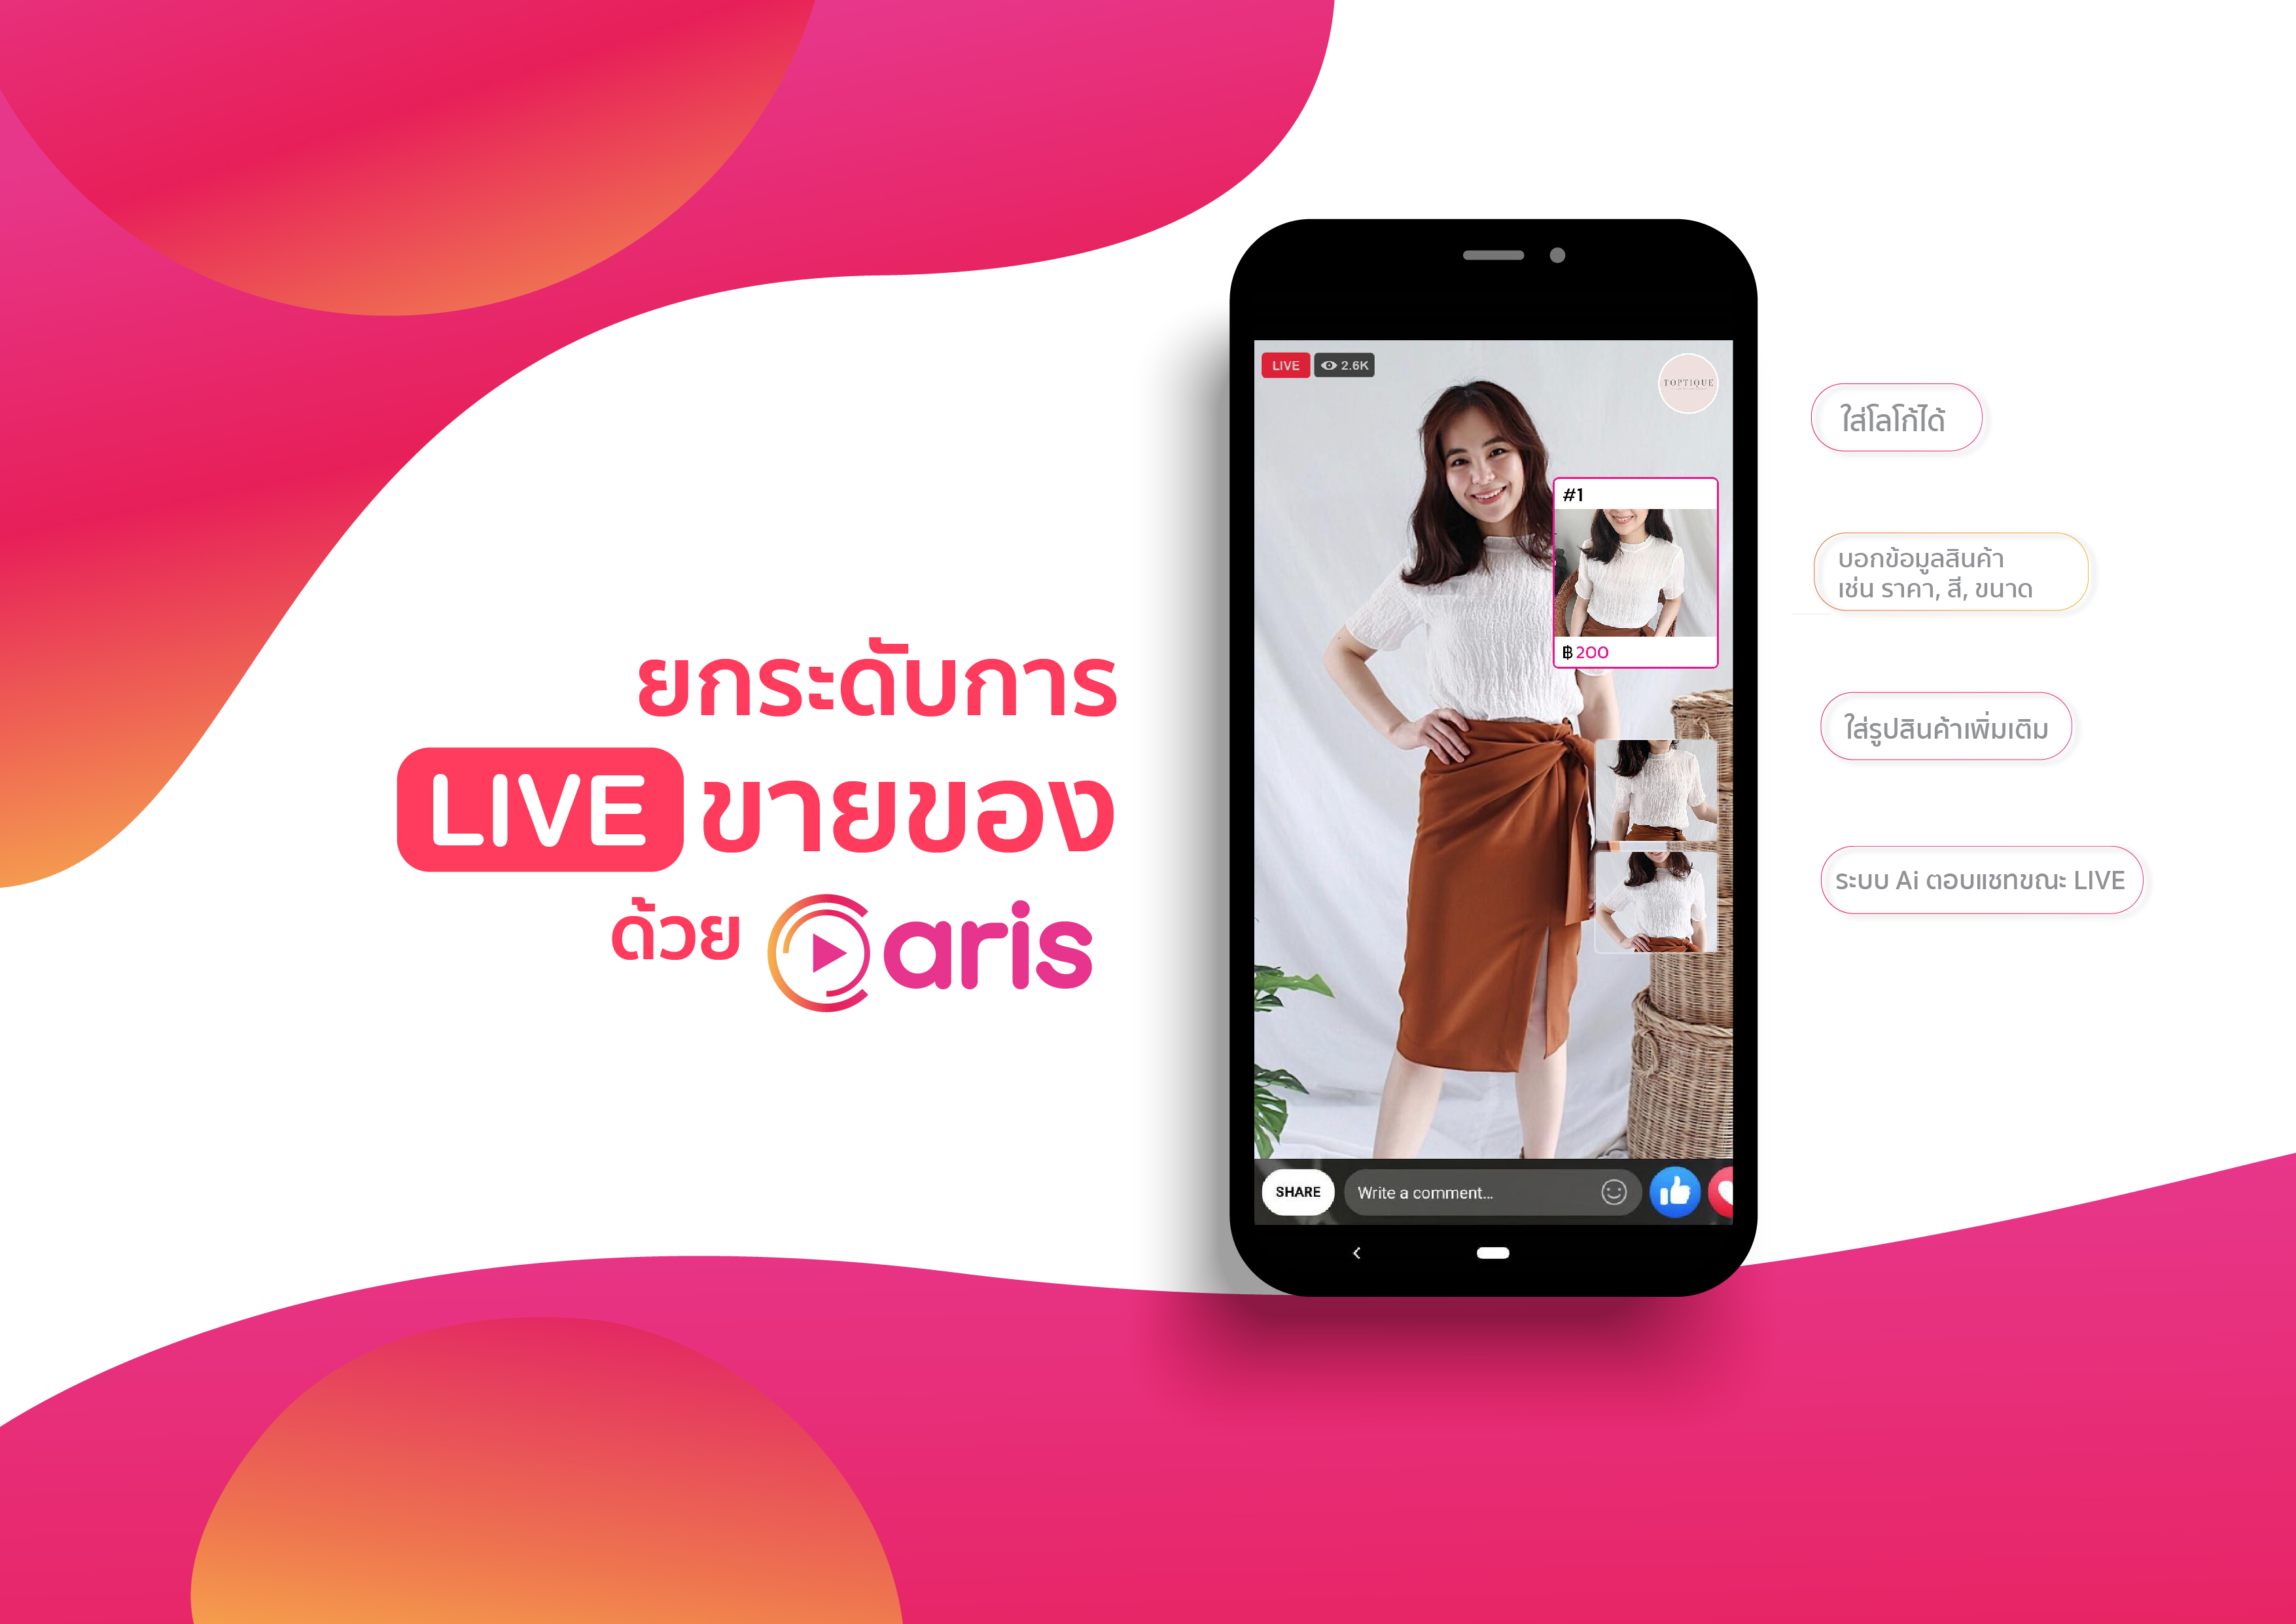 ยกระดับการ
LIVE ขายของ
ด้วย aris
LIVE 2.6K
TOPTIQUE
#1
฿200
SHARE Write a comment...
ใส่โลโก้ได้
บอกข้อมูลสินค้า
เช่น ราคา, สี, ขนาด
ใส่รูปสินค้าเพิ่มเติม
ระบบ Ai ตอบแชทขณะ LIVE